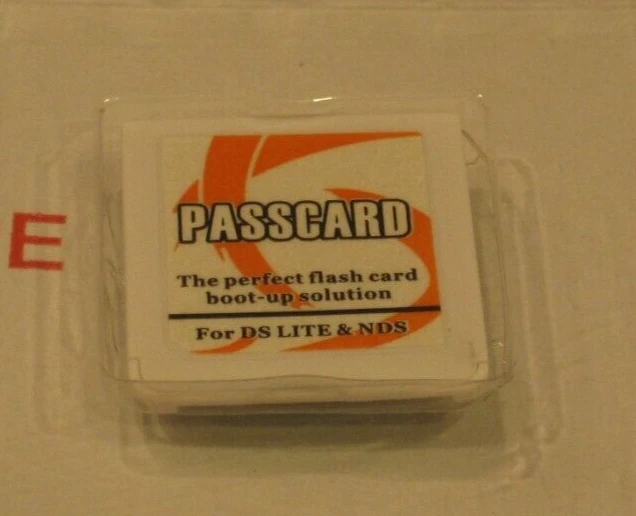 E
PASSCARD
The perfect flash card
boot-up solution
For DS LITE & NDS